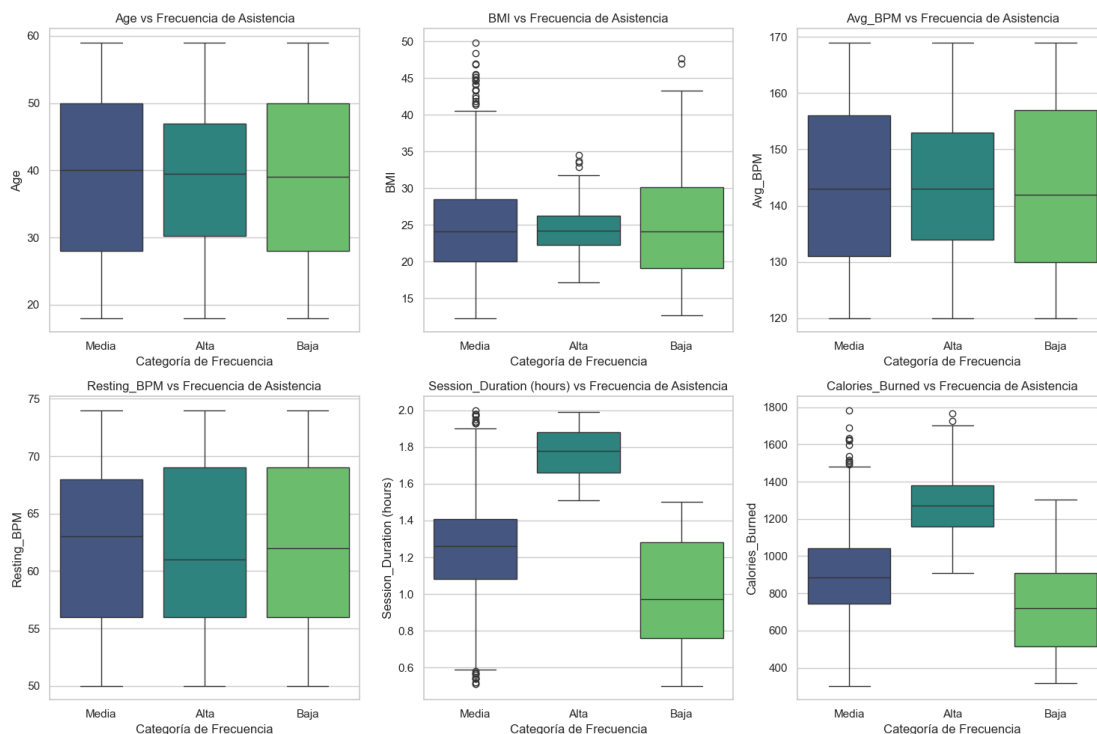 Age vs Frecuencia de Asistencia
60
50
40
30
20
Age
Media
Alta
Baja
Categoría de Frecuencia
BMI vs Frecuencia de Asistencia
50
45
40
35
30
25
20
15
BMI
Media
Alta
Baja
Categoría de Frecuencia
Avg_BPM vs Frecuencia de Asistencia
170
160
150
140
130
120
Avg_BPM
Media
Alta
Baja
Categoría de Frecuencia
Resting_BPM vs Frecuencia de Asistencia
75
70
65
60
55
50
Resting_BPM
Media
Alta
Baja
Categoría de Frecuencia
Session_Duration (hours) vs Frecuencia de Asistencia
2.0
1.8
1.6
1.4
1.2
1.0
0.8
0.6
Session_Duration (hours)
Media
Alta
Baja
Categoría de Frecuencia
Calories_Burned vs Frecuencia de Asistencia
1800
1600
1400
1200
1000
800
600
400
Calories_Burned
Media
Alta
Baja
Categoría de Frecuencia